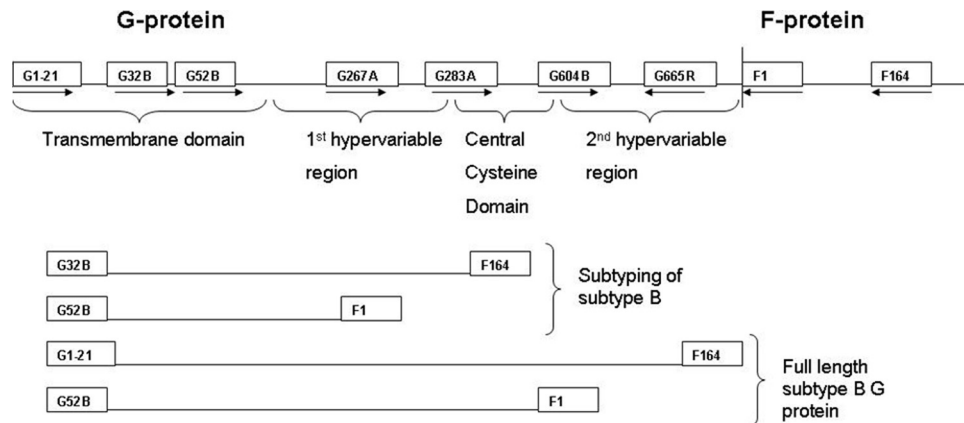 G-protein F-protein
G1-21 G32B G52B G267A G283A G604B G665R F1 F164
Transmembrane domain
1st hypervariable
region
Central
Cysteine
Domain
2nd hypervariable
region
G32B F164
G52B F1
Subtyping of
subtype B
G1-21 F164
G52B F1
Full length
subtype B G
protein